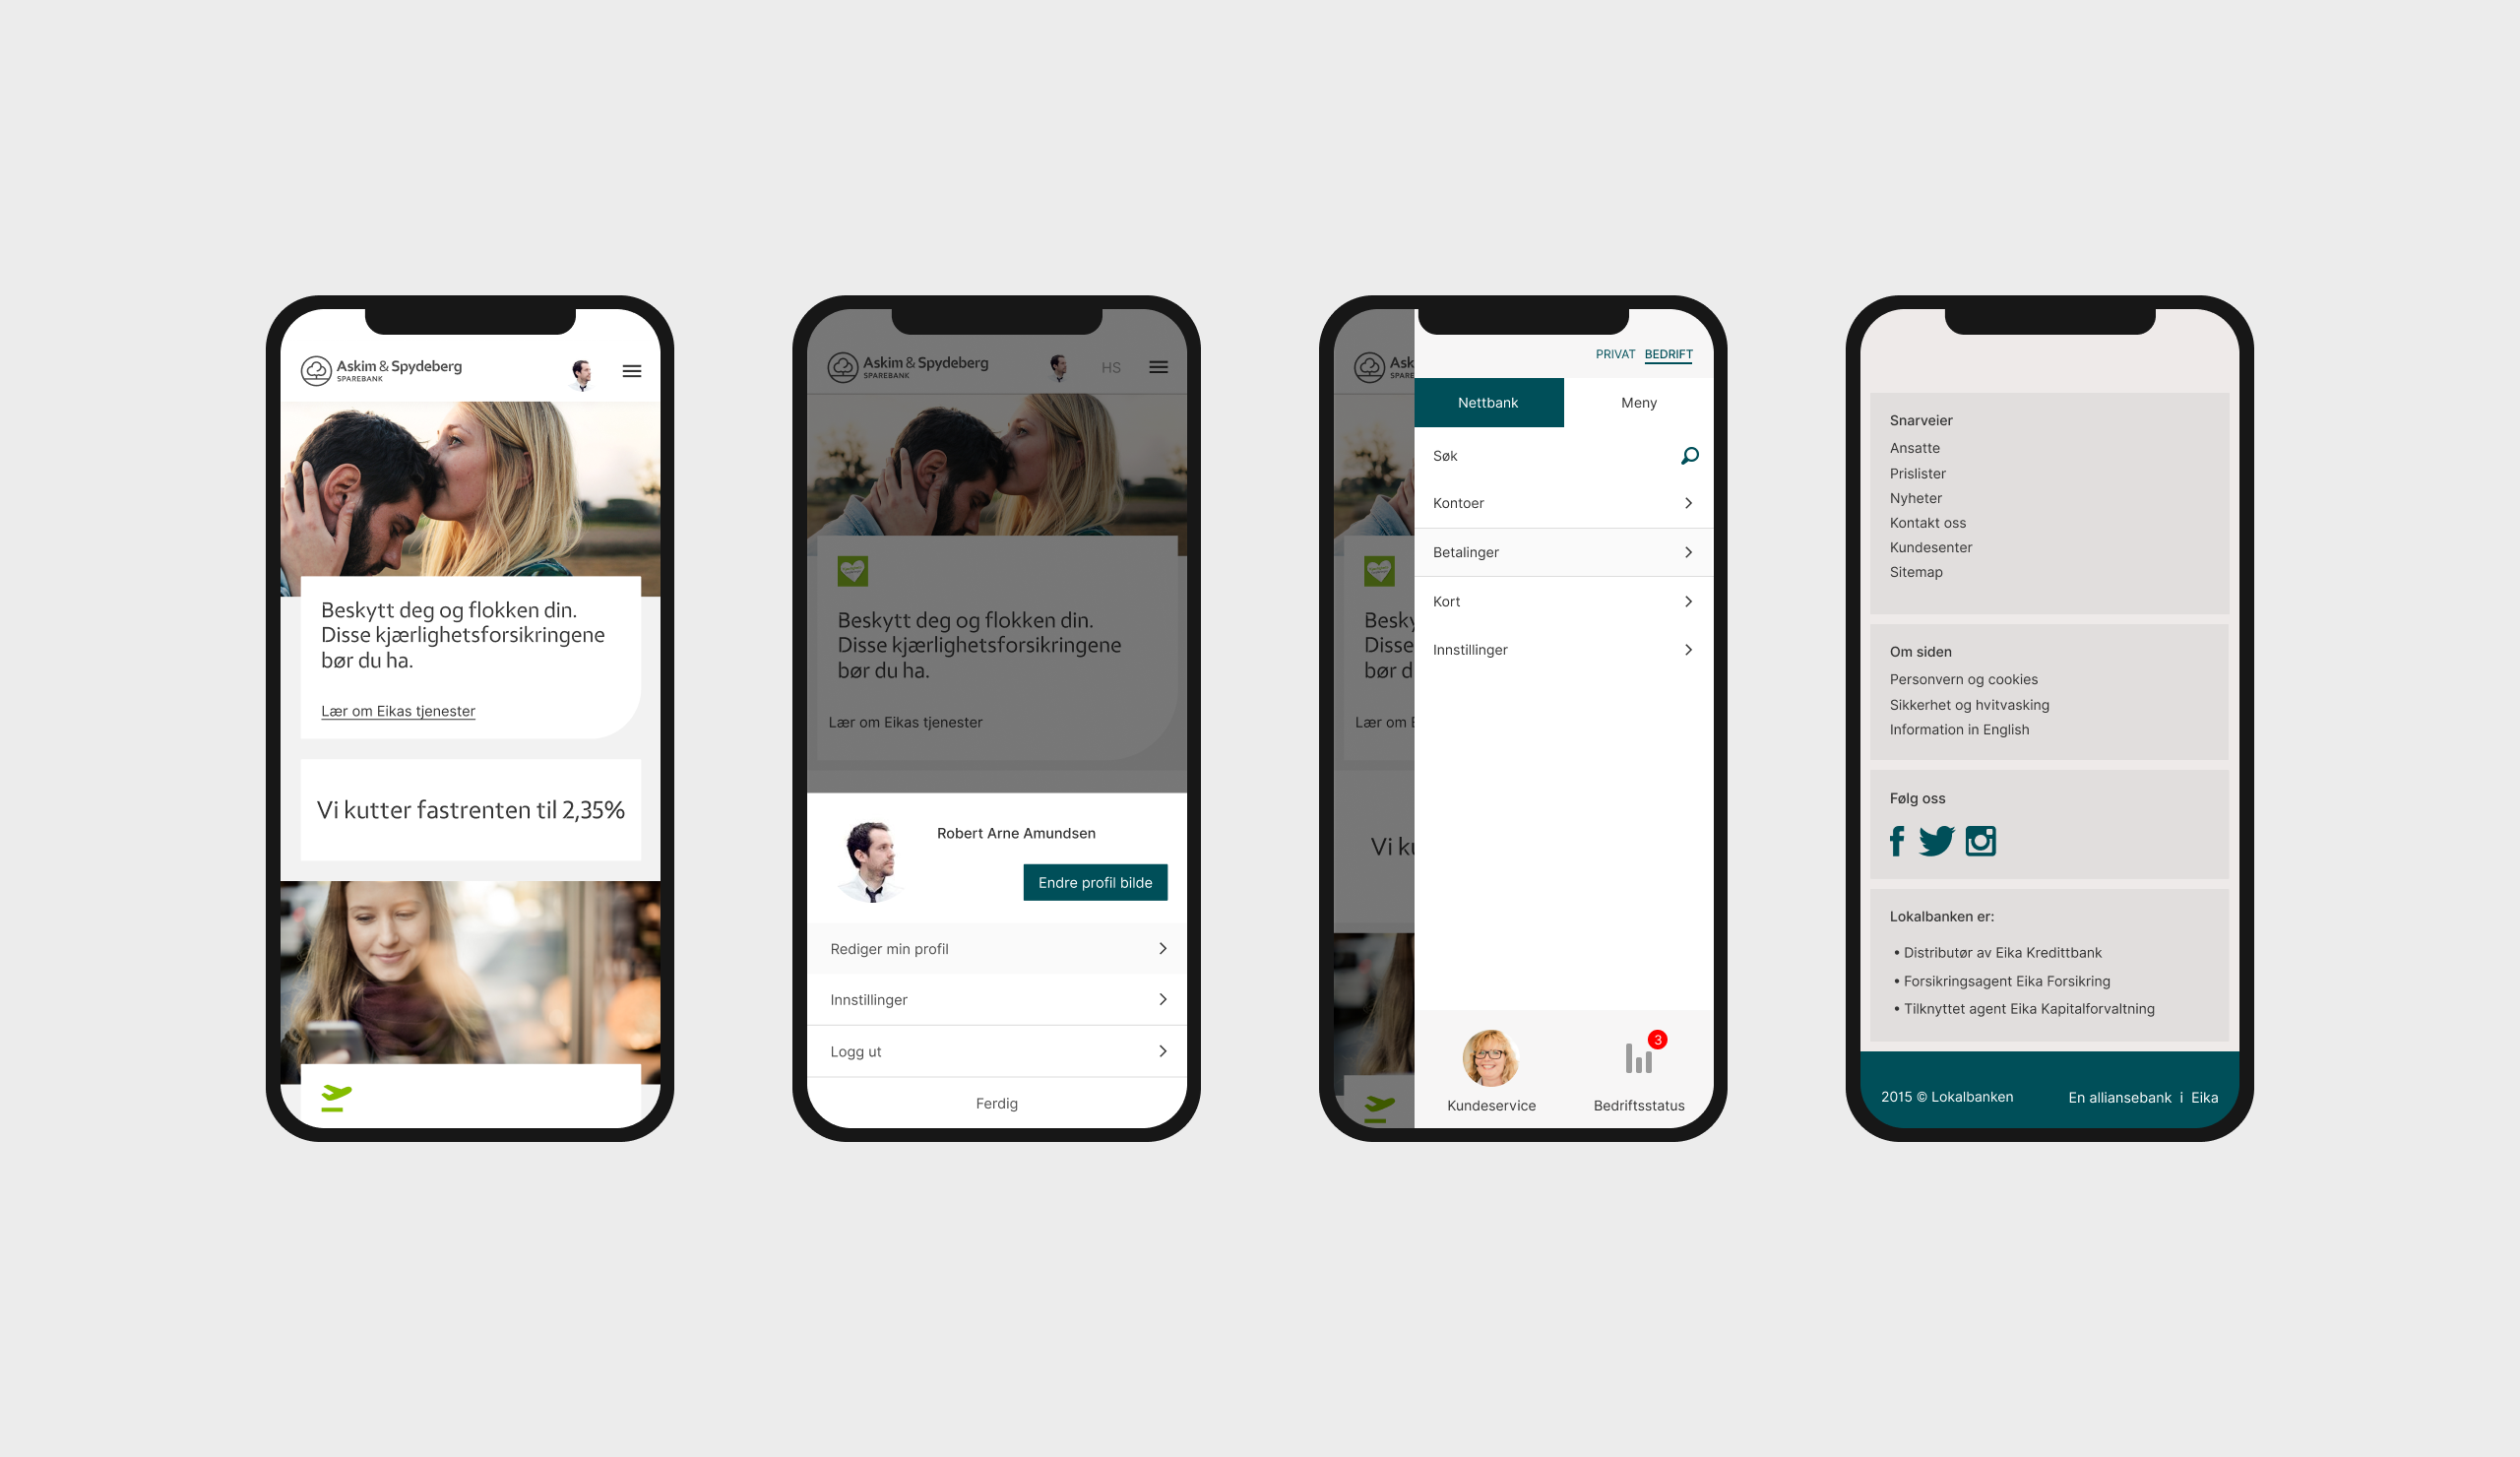 Askim & Spydeberg
SPAREBANK
Beskytt deg og flokken din.
Disse kjærlighetsforsikringene
bør du ha.
Lær om Eikas tjenester
Vi kutter fastrenten til 2,35%
Askim & Spydeberg
SPAREBANK
HS
Beskytt deg og flokken din.
Disse kjærlighetsforsikringene
bør du ha.
Lær om Eikas tjenester
Robert Arne Amundsen
Endre profil bilde
Rediger min profil
Innstillinger
Logg ut
Ferdig
Ask
SPARE
Besky
Disse
bør d
Lær om E
Vi ku
PRIVAT BEDRIFT
Nettbank Meny
Søk
Kontoer
Betalinger
Kort
Innstillinger
3
Kundeservice Bedriftsstatus
Snarveier
Ansatte
Prislister
Nyheter
Kontakt oss
Kundesenter
Sitemap
Om siden
Personvern og cookies
Sikkerhet og hvitvasking
Information in English
Følg oss
Lokalbanken er:
• Distributør av Eika Kredittbank
• Forsikringsagent Eika Forsikring
• Tilknyttet agent Eika Kapitalforvaltning
2015 © Lokalbanken En alliansebank i Eika